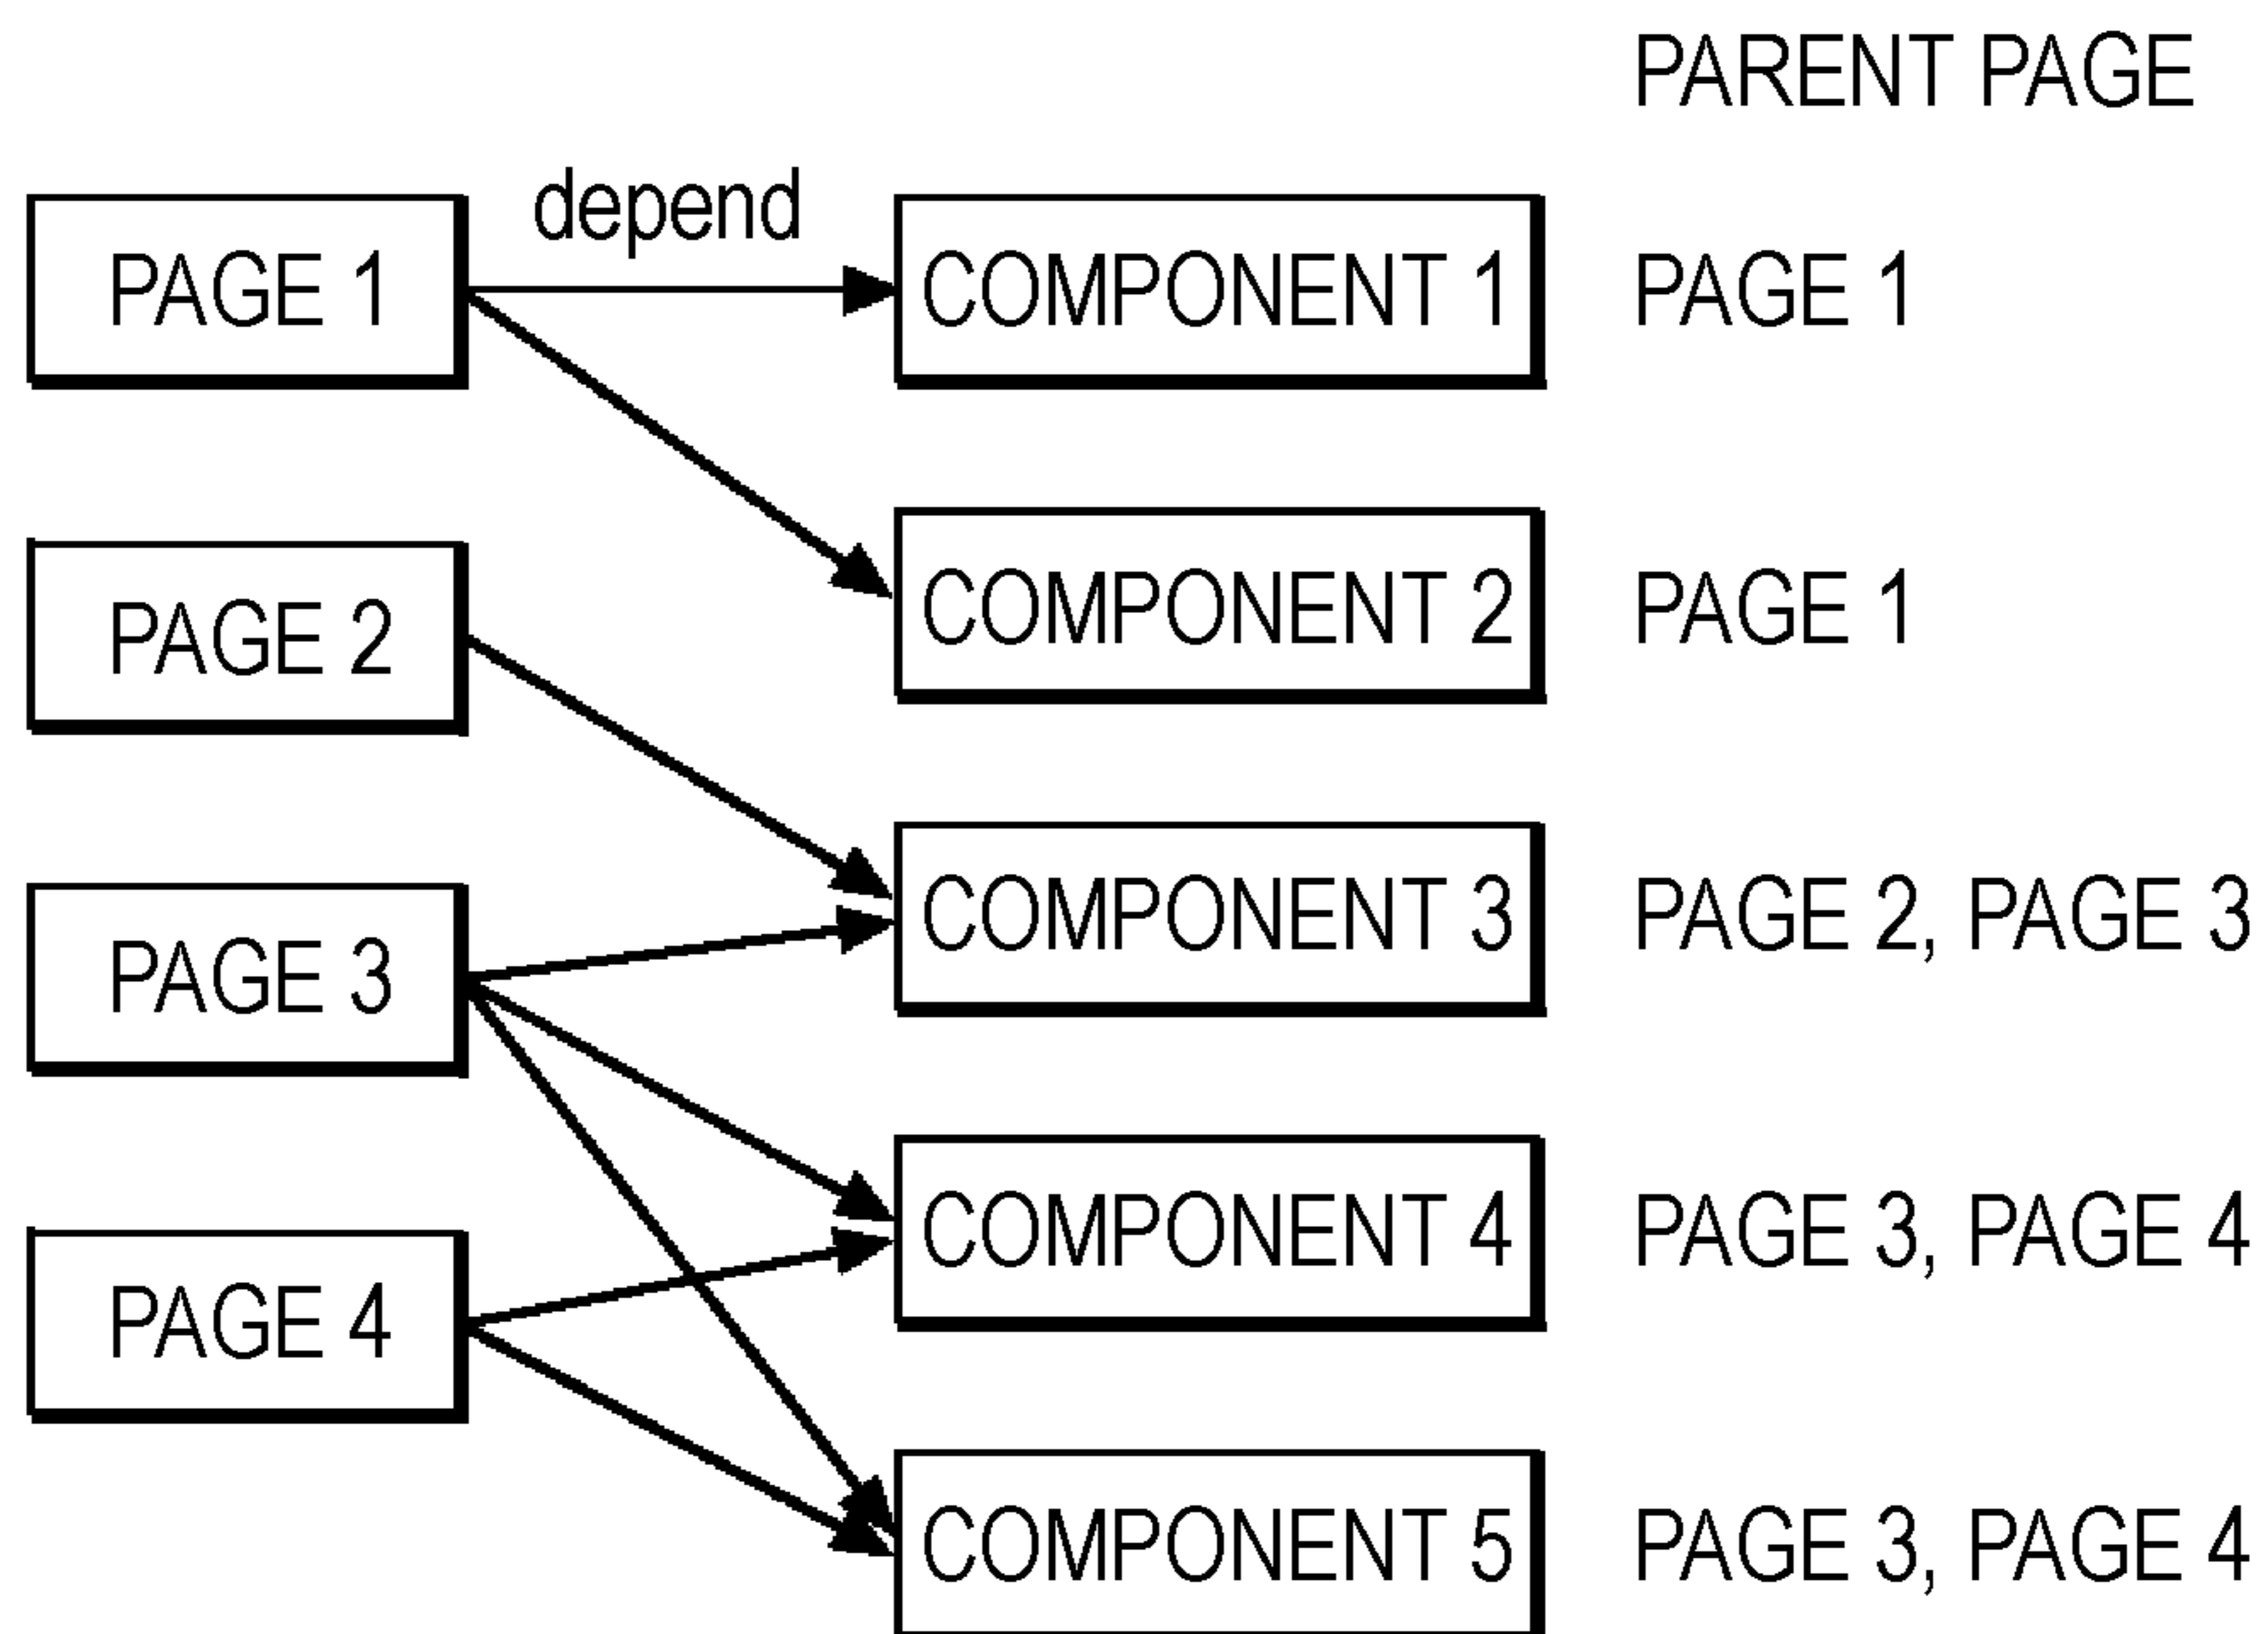 PARENT PAGE
depend
PAGE 1 COMPONENT 1 PAGE 1
COMPONENT 2 PAGE 1
PAGE 2
COMPONENT 3 PAGE 2, PAGE 3
PAGE 3
COMPONENT 4 PAGE 3, PAGE 4
PAGE 4
COMPONENT 5 PAGE 3, PAGE 4